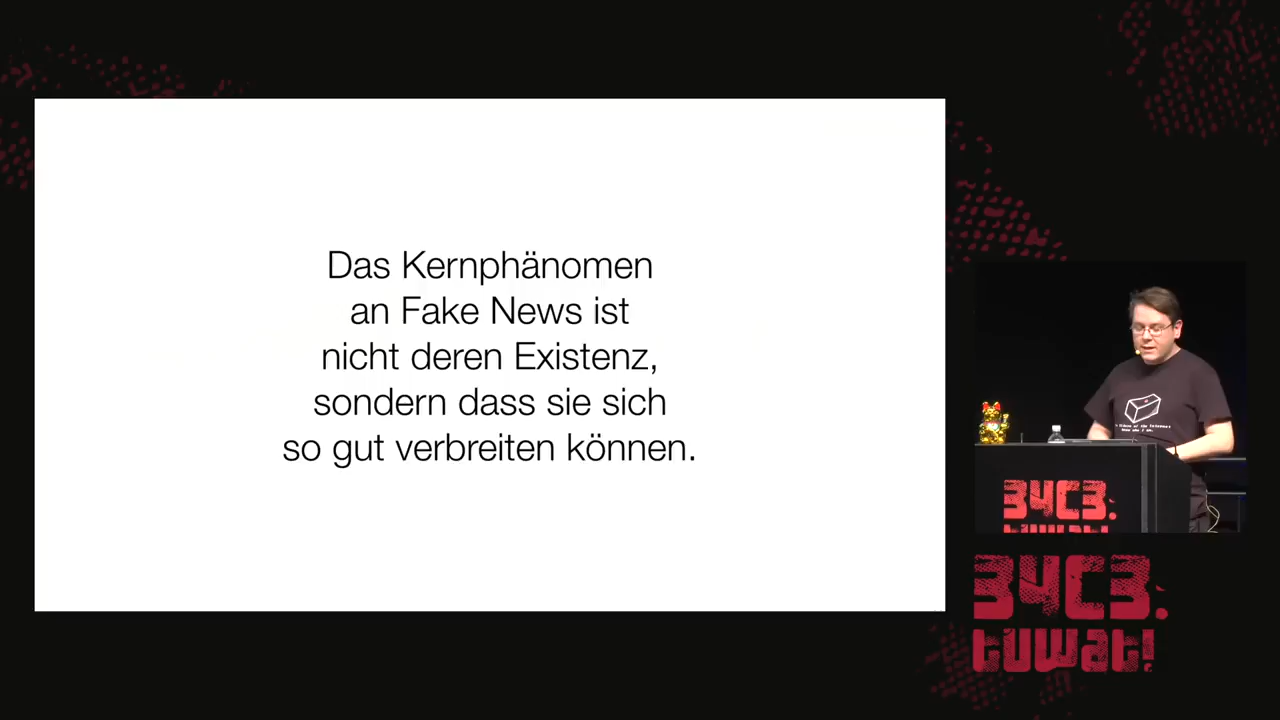 Das Kernphänomen
an Fake News ist
nicht deren Existenz,
sondern dass sie sich
so gut verbreiten können.
34C3.
tuwat!
34C3.
tuwat!